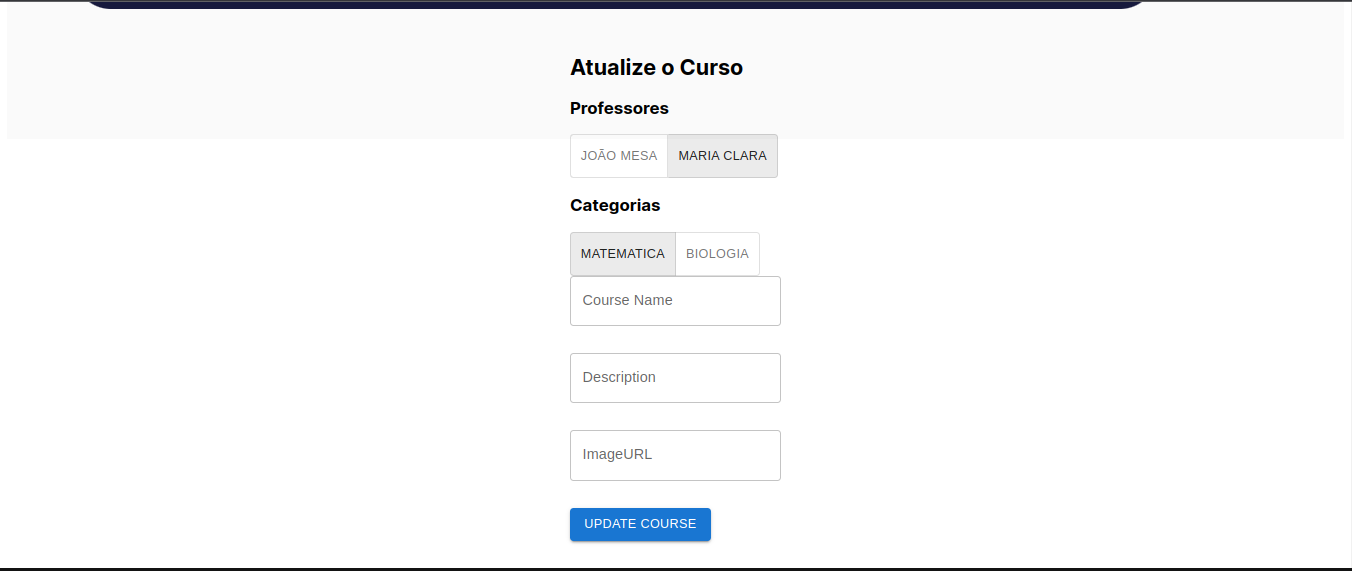 Atualize o Curso
Professores
JOÃO MESA MARIA CLARA
Categorias
MATEMATICA BIOLOGIA
Course Name
Description
ImageURL
UPDATE COURSE